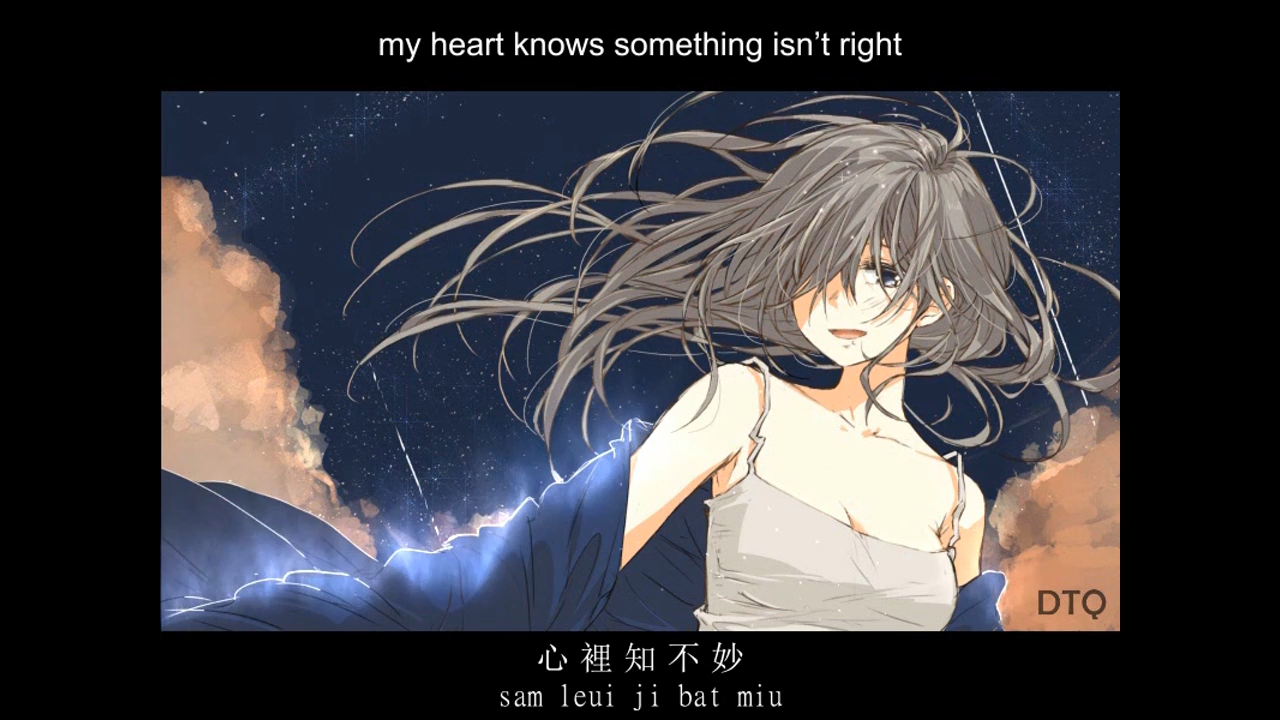 my heart knows something isn’t right
DTQ
心裡知不妙
sam leui ji bat miu